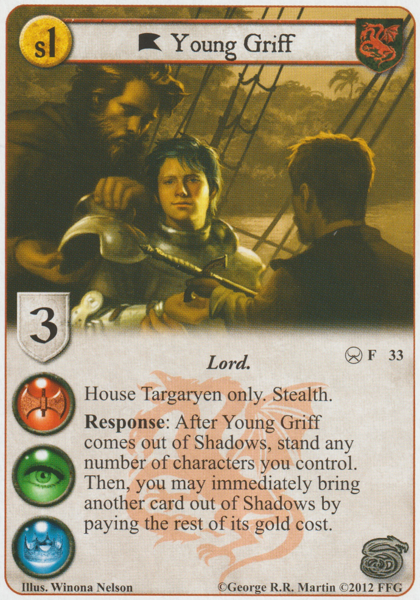 s1
Young Griff
3
Lord.
F 33
House Targaryen only. Stealth.
Response: After Young Griff
comes out of Shadows, stand any
number of characters you control.
Then, you may immediately bring
another card out of Shadows by
paying the rest of its gold cost.
Illus. Winona Nelson
©George R.R. Martin ©2012 FFG